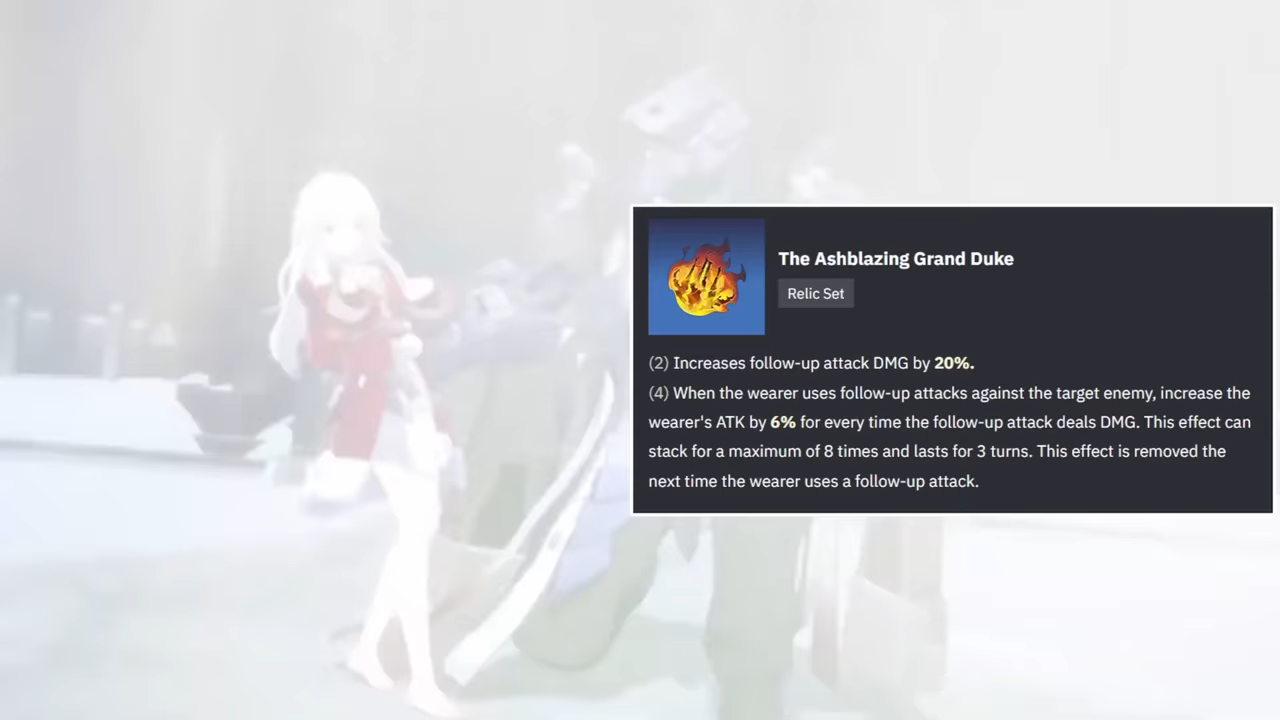 The Ashblazing Grand Duke
Relic Set
(2) Increases follow-up attack DMG by 20%.
(4) When the wearer uses follow-up attacks against the target enemy, increase the
wearer's ATK by 6% for every time the follow-up attack deals DMG. This effect can
stack for a maximum of 8 times and lasts for 3 turns. This effect is removed the
next time the wearer uses a follow-up attack.